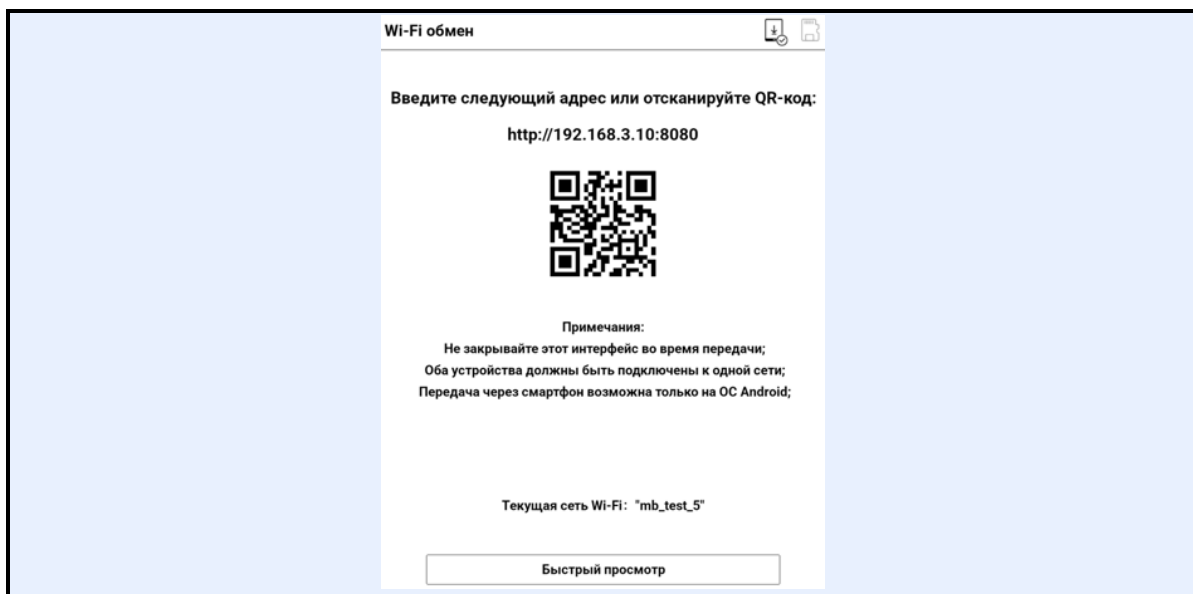 Wi-Fi обмен
Введите следующий адрес или отсканируйте QR-код:
http://192.168.3.10:8080
Примечания:
Не закрывайте этот интерфейс во время передачи;
Оба устройства должны быть подключены к одной сети;
Передача через смартфон возможна только на ОС Android;
Текущая сеть Wi-Fi: "mb_test_5"
Быстрый просмотр